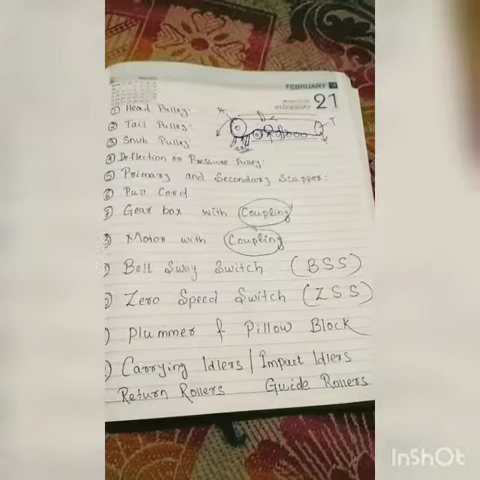 FEBRUARY
WEDNESDAY 21
① Head Pulley:
② Tail Pulley:
③ Snub Pulley:
④ Deflection or Pressure Pulley:
⑤ Primary and Secondary Scapper:
⑥ Pull Cord
⑦ Gear box with Coupling
⑧ Motor with Coupling
Belt Sway Switch (BSS)
Zero Speed Switch (ZSS)
Plummer & Pillow Block
Carrying Idlers / Impact Idlers
Return Rollers Guide Rollers
H
T
InShOt